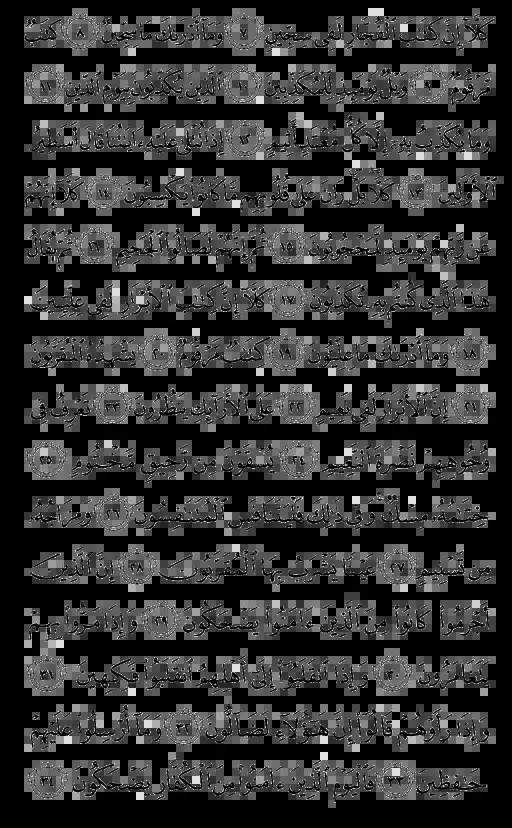 كَلَّآ إِنَّ كِتَٰبَ ٱلْفُجَّارِ لَفِى سِجِّينٍ ٧ وَمَآ أَدْرَىٰكَ مَا سِجِّينٌ ٨ كِتَٰبٌ
مَّرْقُومٌ ٩ وَيْلٌ يَوْمَئِذٍ لِّلْمُكَذِّبِينَ ١٠ ٱلَّذِينَ يُكَذِّبُونَ بِيَوْمِ ٱلدِّينِ ١١
وَمَا يُكَذِّبُ بِهِۦٓ إِلَّا كُلُّ مُعْتَدٍ أَثِيمٍ ١٢ إِذَا تُتْلَىٰ عَلَيْهِ ءَايَٰتُنَا قَالَ أَسَٰطِيرُ
ٱلْأَوَّلِينَ ١٣ كَلَّا بَلْ رَانَ عَلَىٰ قُلُوبِهِم مَّا كَانُوا۟ يَكْسِبُونَ ١٤ كَلَّآ إِنَّهُمْ
عَن رَّبِّهِمْ يَوْمَئِذٍ لَّمَحْجُوبُونَ ١٥ ثُمَّ إِنَّهُمْ لَصَالُوا۟ ٱلْجَحِيمِ ١٦ ثُمَّ يُقَالُ
هَٰذَا ٱلَّذِى كُنتُم بِهِۦ تُكَذِّبُونَ ١٧ كَلَّآ إِنَّ كِتَٰبَ ٱلْأَبْرَارِ لَفِى عِلِّيِّينَ
١٨ وَمَآ أَدْرَىٰكَ مَا عِلِّيُّونَ ١٩ كِتَٰبٌ مَّرْقُومٌ ٢٠ يَشْهَدُهُ ٱلْمُقَرَّبُونَ
٢١ إِنَّ ٱلْأَبْرَارَ لَفِى نَعِيمٍ ٢٢ عَلَى ٱلْأَرَآئِكِ يَنظُرُونَ ٢٣ تَعْرِفُ فِى
وُجُوهِهِمْ نَضْرَةَ ٱلنَّعِيمِ ٢٤ يُسْقَوْنَ مِن رَّحِيقٍ مَّخْتُومٍ ٢٥
خِتَٰمُهُۥ مِسْكٌ وَفِى ذَٰلِكَ فَلْيَتَنَافَسِ ٱلْمُتَنَٰفِسُونَ ٢٦ وَمِزَاجُهُۥ
مِن تَسْنِيمٍ ٢٧ عَيْنًا يَشْرَبُ بِهَا ٱلْمُقَرَّبُونَ ٢٨ إِنَّ ٱلَّذِينَ
أَجْرَمُوا۟ كَانُوا۟ مِنَ ٱلَّذِينَ ءَامَنُوا۟ يَضْحَكُونَ ٢٩ وَإِذَا مَرُّوا۟ بِهِمْ
يَتَغَامَزُونَ ٣٠ وَإِذَا ٱنقَلَبُوٓا۟ إِلَىٰٓ أَهْلِهِمُ ٱنقَلَبُوا۟ فَكِهِينَ ٣١
وَإِذَا رَأَوْهُمْ قَالُوٓا۟ إِنَّ هَٰٓؤُلَآءِ لَضَآلُّونَ ٣٢ وَمَآ أُرْسِلُوا۟ عَلَيْهِمْ
حَٰفِظِينَ ٣٣ فَٱلْيَوْمَ ٱلَّذِينَ ءَامَنُوا۟ مِنَ ٱلْكُفَّارِ يَضْحَكُونَ ٣٤